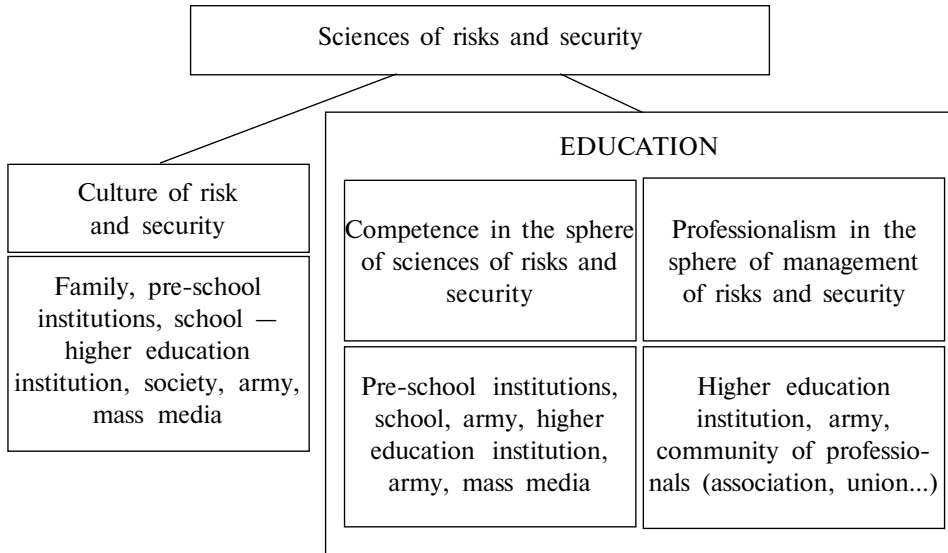 Sciences of risks and security
Culture of risk
and security
Family, pre-school
institutions, school —
higher education
institution, society, army,
mass media
EDUCATION
Competence in the sphere
of sciences of risks and
security
Pre-school institutions,
school, army, higher
education institution,
army, mass media
Professionalism in the
sphere of management
of risks and security
Higher education
institution, army,
community of professio-
nals (association, union...)